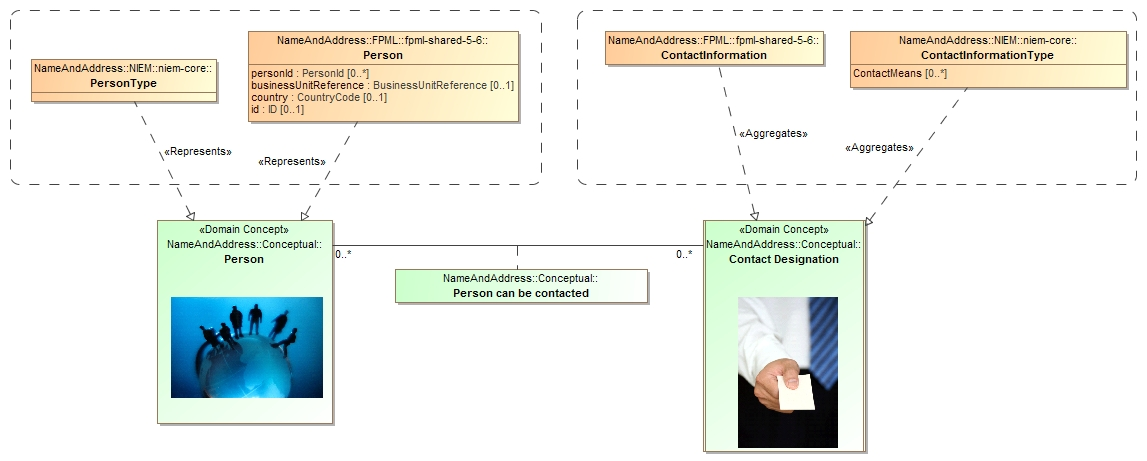 NameAndAddress::NIEM::niem-core::
PersonType
NameAndAddress::FPML::fpml-shared-5-6::
Person
personId : PersonId [0..*]
businessUnitReference : BusinessUnitReference [0..1]
country : CountryCode [0..1]
id : ID [0..1]
«Represents»
«Represents»
NameAndAddress::FPML::fpml-shared-5-6::
ContactInformation
NameAndAddress::NIEM::niem-core::
ContactInformationType
ContactMeans [0..*]
«Aggregates»
«Aggregates»
«Domain Concept»
NameAndAddress::Conceptual::
Person
0..*
0..*
NameAndAddress::Conceptual::
Person can be contacted
«Domain Concept»
NameAndAddress::Conceptual::
Contact Designation